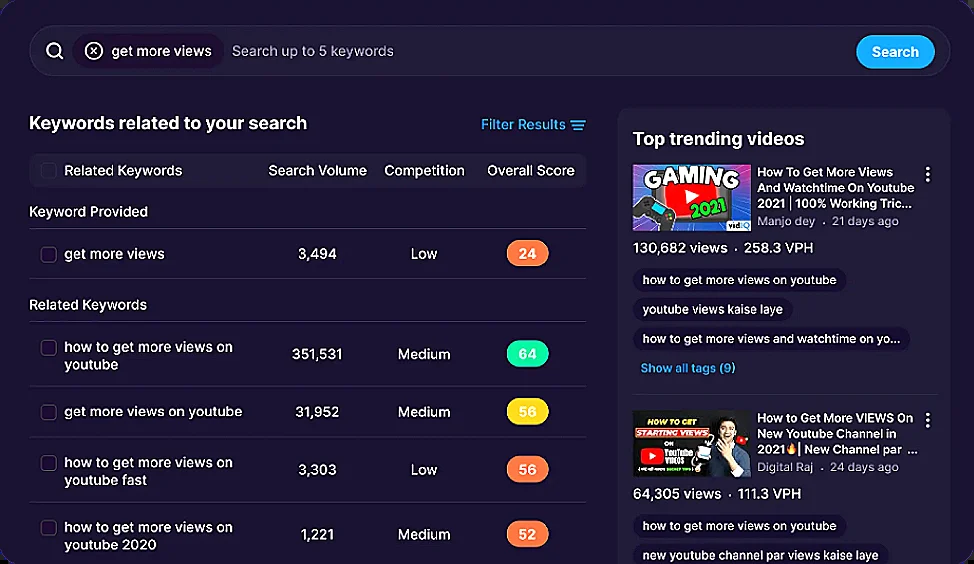 get more views Search up to 5 keywords Search
Keywords related to your search
Filter Results
Related Keywords Search Volume Competition Overall Score
Keyword Provided
get more views 3,494 Low 24
Related Keywords
how to get more views on
youtube 351,531 Medium 64
get more views on youtube 31,952 Medium 56
how to get more views on
youtube fast 3,303 Low 56
how to get more views on
youtube 2020 1,221 Medium 52
Top trending videos
GAMING
2021
vidIQ
How To Get More Views
And Watchtime On Youtube
2021 | 100% Working Tric...
Manjo dey · 21 days ago
130,682 views · 258.3 VPH
how to get more views on youtube
youtube views kaise laye
how to get more views and watchtime on yo...
Show all tags (9)
HOW TO GET
STARTING VIEWS
ON YouTube
VIDEOS
How to Get More VIEWS On
New Youtube Channel in
2021🔥| New Channel par ...
Digital Raj · 24 days ago
64,305 views · 111.3 VPH
how to get more views on youtube
new youtube channel par views kaise laye